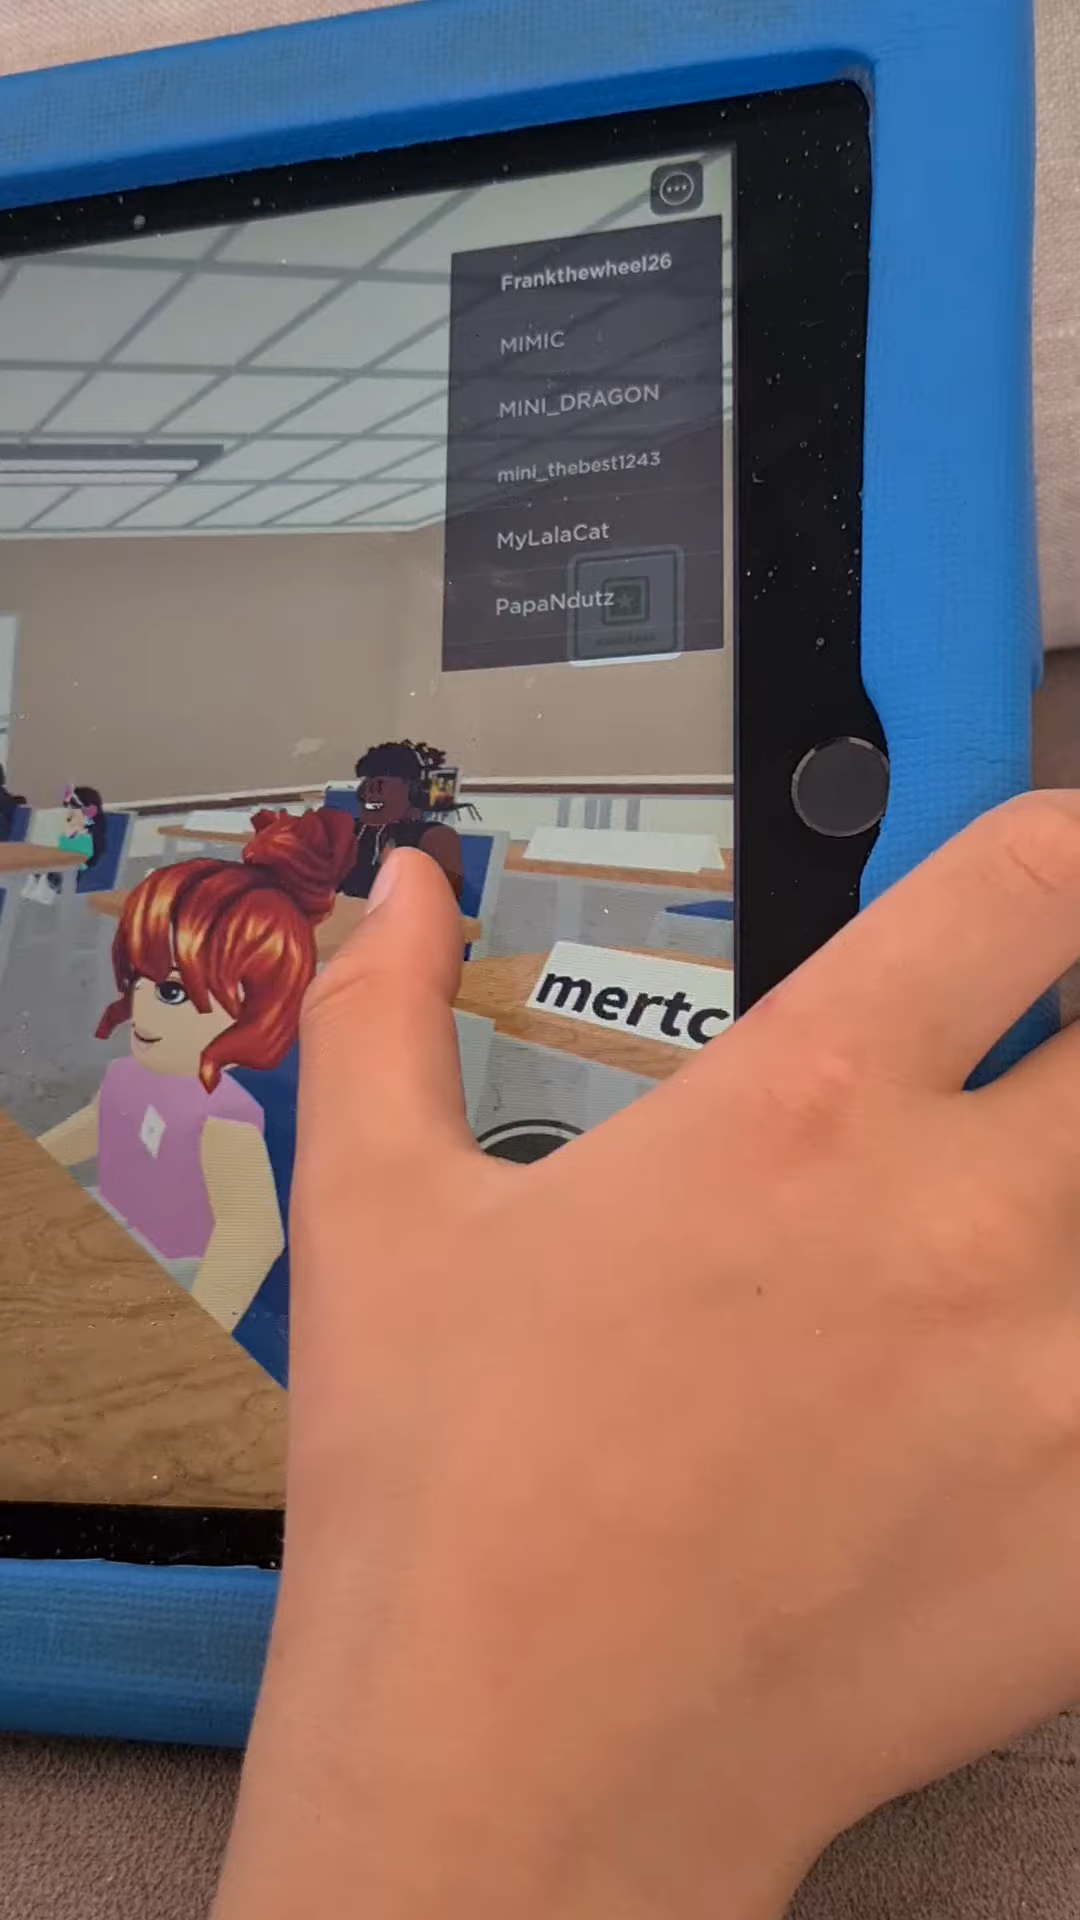 Frankthewheel26
MIMIC
MINI_DRAGON
mini_thebest1243
MyLalaCat
PapaNdutz
mertc